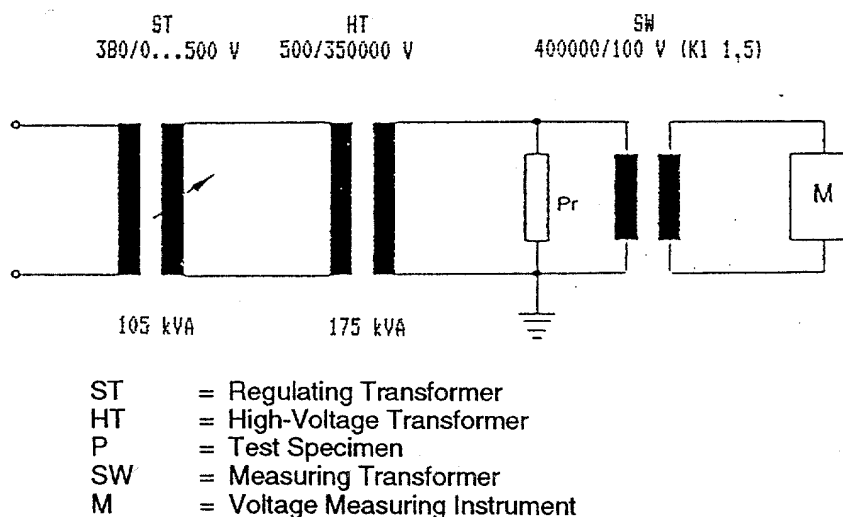 ST HT SW
380/0...500 V 500/350000 V 400000/100 V (Kl 1,5)
Pr M
105 kVA 175 kVA
ST = Regulating Transformer
HT = High-Voltage Transformer
P = Test Specimen
SW = Measuring Transformer
M = Voltage Measuring Instrument